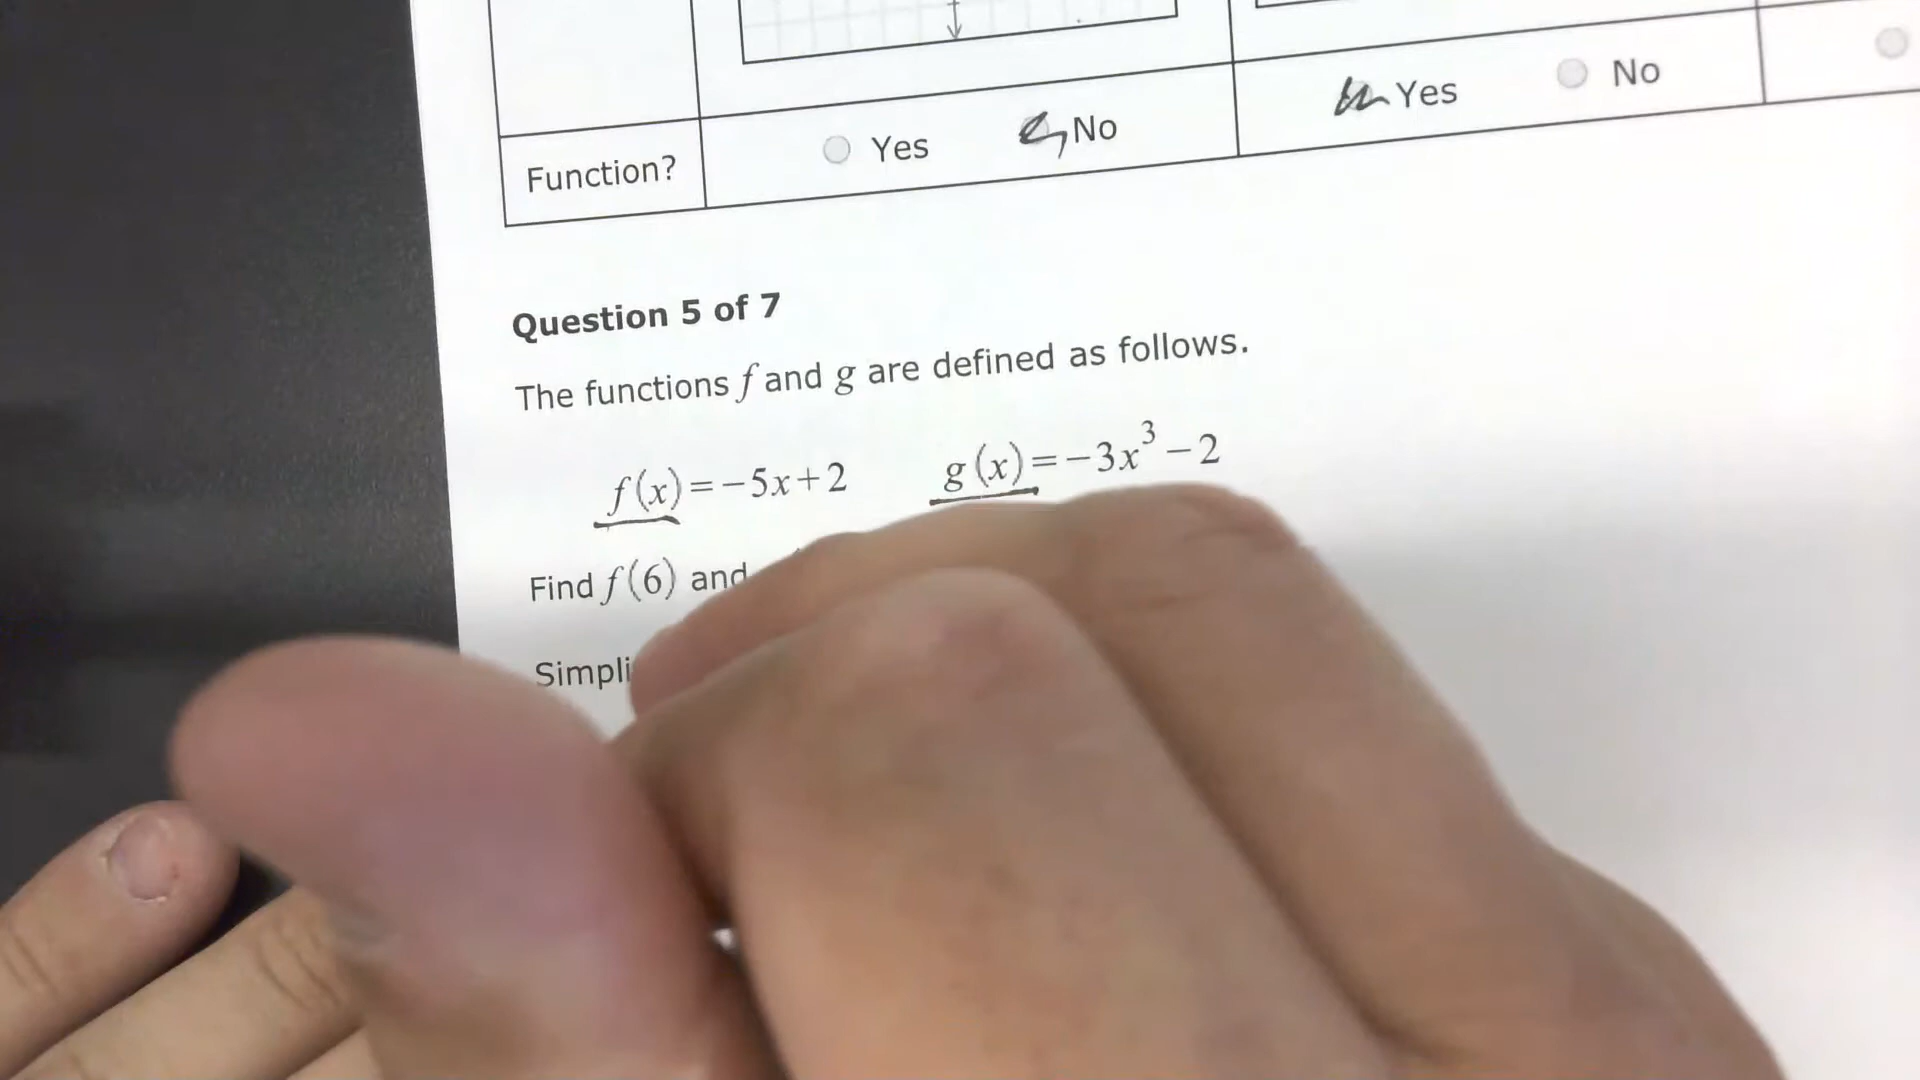 Yes No
Function? Yes No
Question 5 of 7
The functions f and g are defined as follows.
f(x)=−5x+2 g(x)=−3x³−2
Find f(6) and